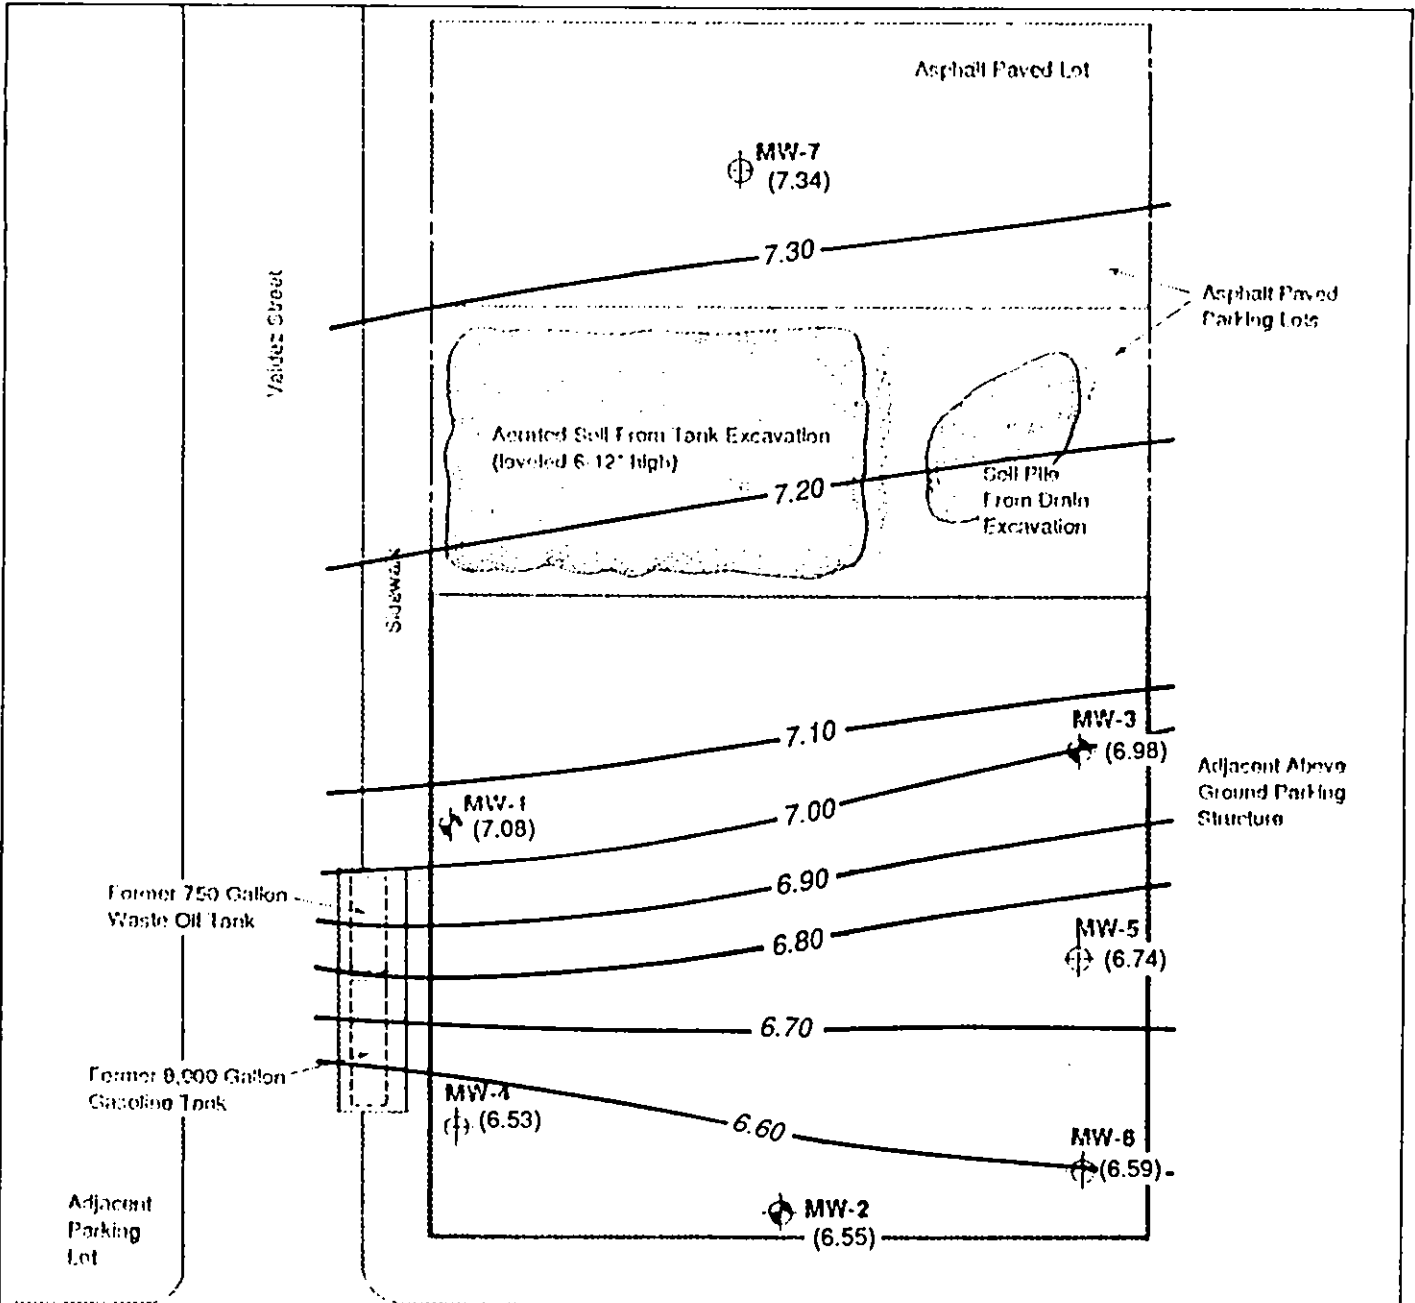 Asphalt Paved Lot
MW-7
(7.34)
7.30
Valdez Street
Asphalt Paved
Parking Lots
Aerated Soil From Tank Excavation
(leveled 6-12" high)
7.20
Soil Pile
From Drain
Excavation
Sidewalk
7.10
MW-3
(6.98)
Adjacent Above
Ground Parking
Structure
MW-1
(7.08)
7.00
Former 750 Gallon
Waste Oil Tank
6.90
6.80
MW-5
(6.74)
6.70
Former 8,000 Gallon
Gasoline Tank
MW-4
(6.53)
6.60
MW-6
(6.59)
Adjacent
Parking
Lot
MW-2
(6.55)